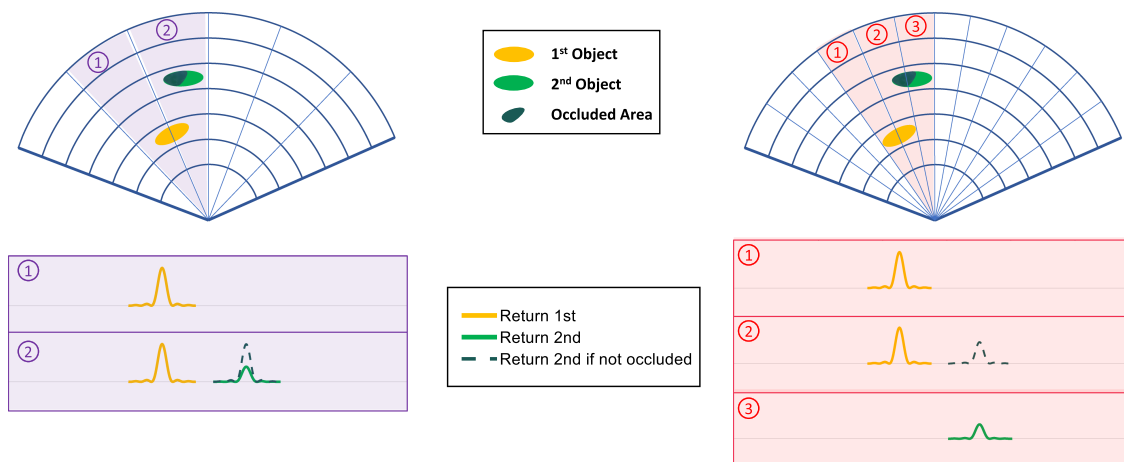 ①
②
①
②
③
1st Object
2nd Object
Occluded Area
①
②
Return 1st
Return 2nd
Return 2nd if not occluded
①
②
③